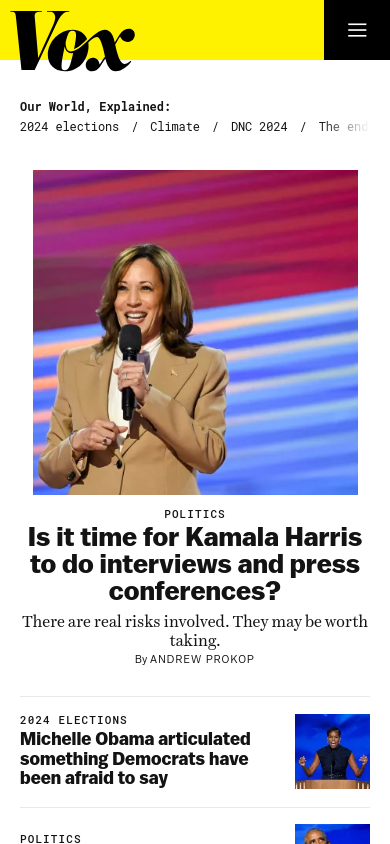 Vox
Our World, Explained:
2024 elections / Climate / DNC 2024 / The end
POLITICS
Is it time for Kamala Harris
to do interviews and press
conferences?
There are real risks involved. They may be worth
taking.
By ANDREW PROKOP
2024 ELECTIONS
Michelle Obama articulated
something Democrats have
been afraid to say
POLITICS